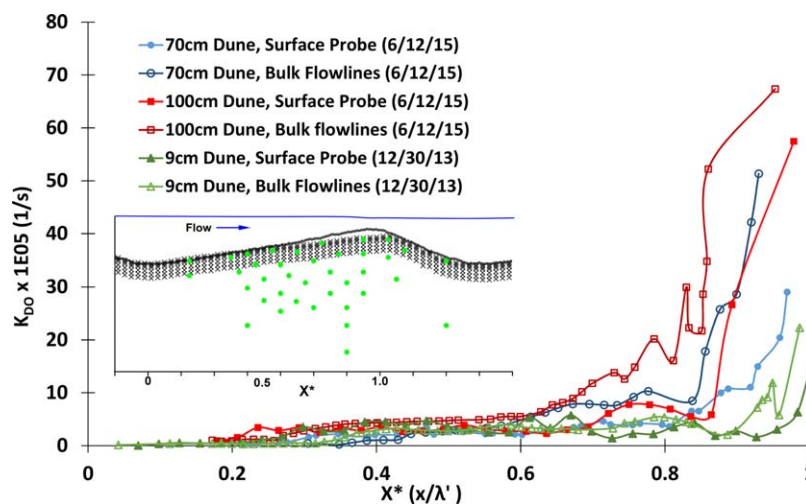 80
70
60
50
40
30
20
10
0
K_DO x 1E05 (1/s)
70cm Dune, Surface Probe (6/12/15)
70cm Dune, Bulk Flowlines (6/12/15)
100cm Dune, Surface Probe (6/12/15)
100cm Dune, Bulk flowlines (6/12/15)
9cm Dune, Surface Probe (12/30/13)
9cm Dune, Bulk Flowlines (12/30/13)
Flow
0 0.5 1.0
X*
0 0.2 0.4 0.6 0.8 1
X* (x/λ')